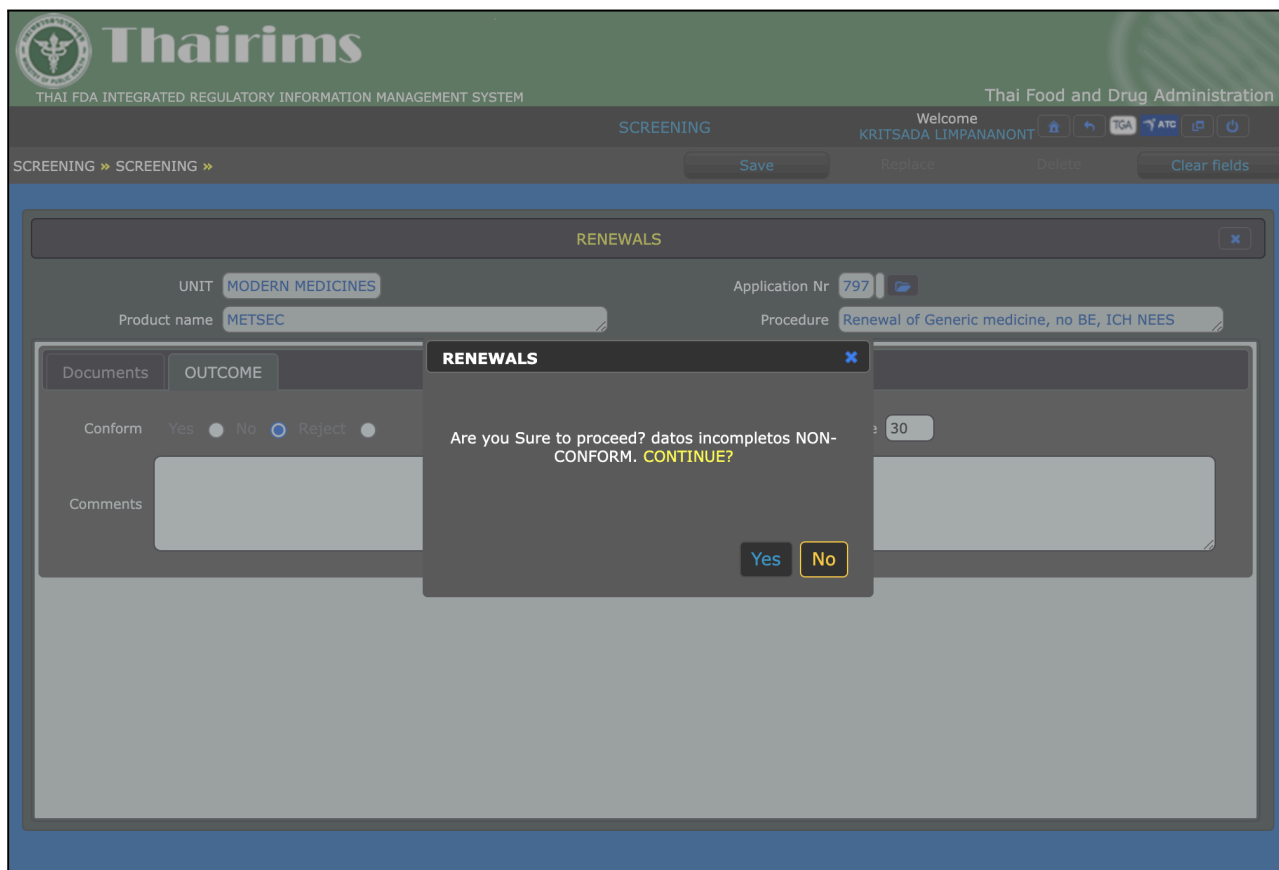 Thairims
THAI FDA INTEGRATED REGULATORY INFORMATION MANAGEMENT SYSTEM
Thai Food and Drug Administration
SCREENING
Welcome
KRITSADA LIMPANANONT
TGA
ATC
SCREENING » SCREENING »
Save Replace Delete Clear fields
RENEWALS
UNIT MODERN MEDICINES Application Nr 797
Product name METSEC Procedure Renewal of Generic medicine, no BE, ICH NEES
Documents OUTCOME
RENEWALS
Conform Yes No Reject
30
Are you Sure to proceed? datos incompletos NON-
CONFORM. CONTINUE?
Comments
Yes No